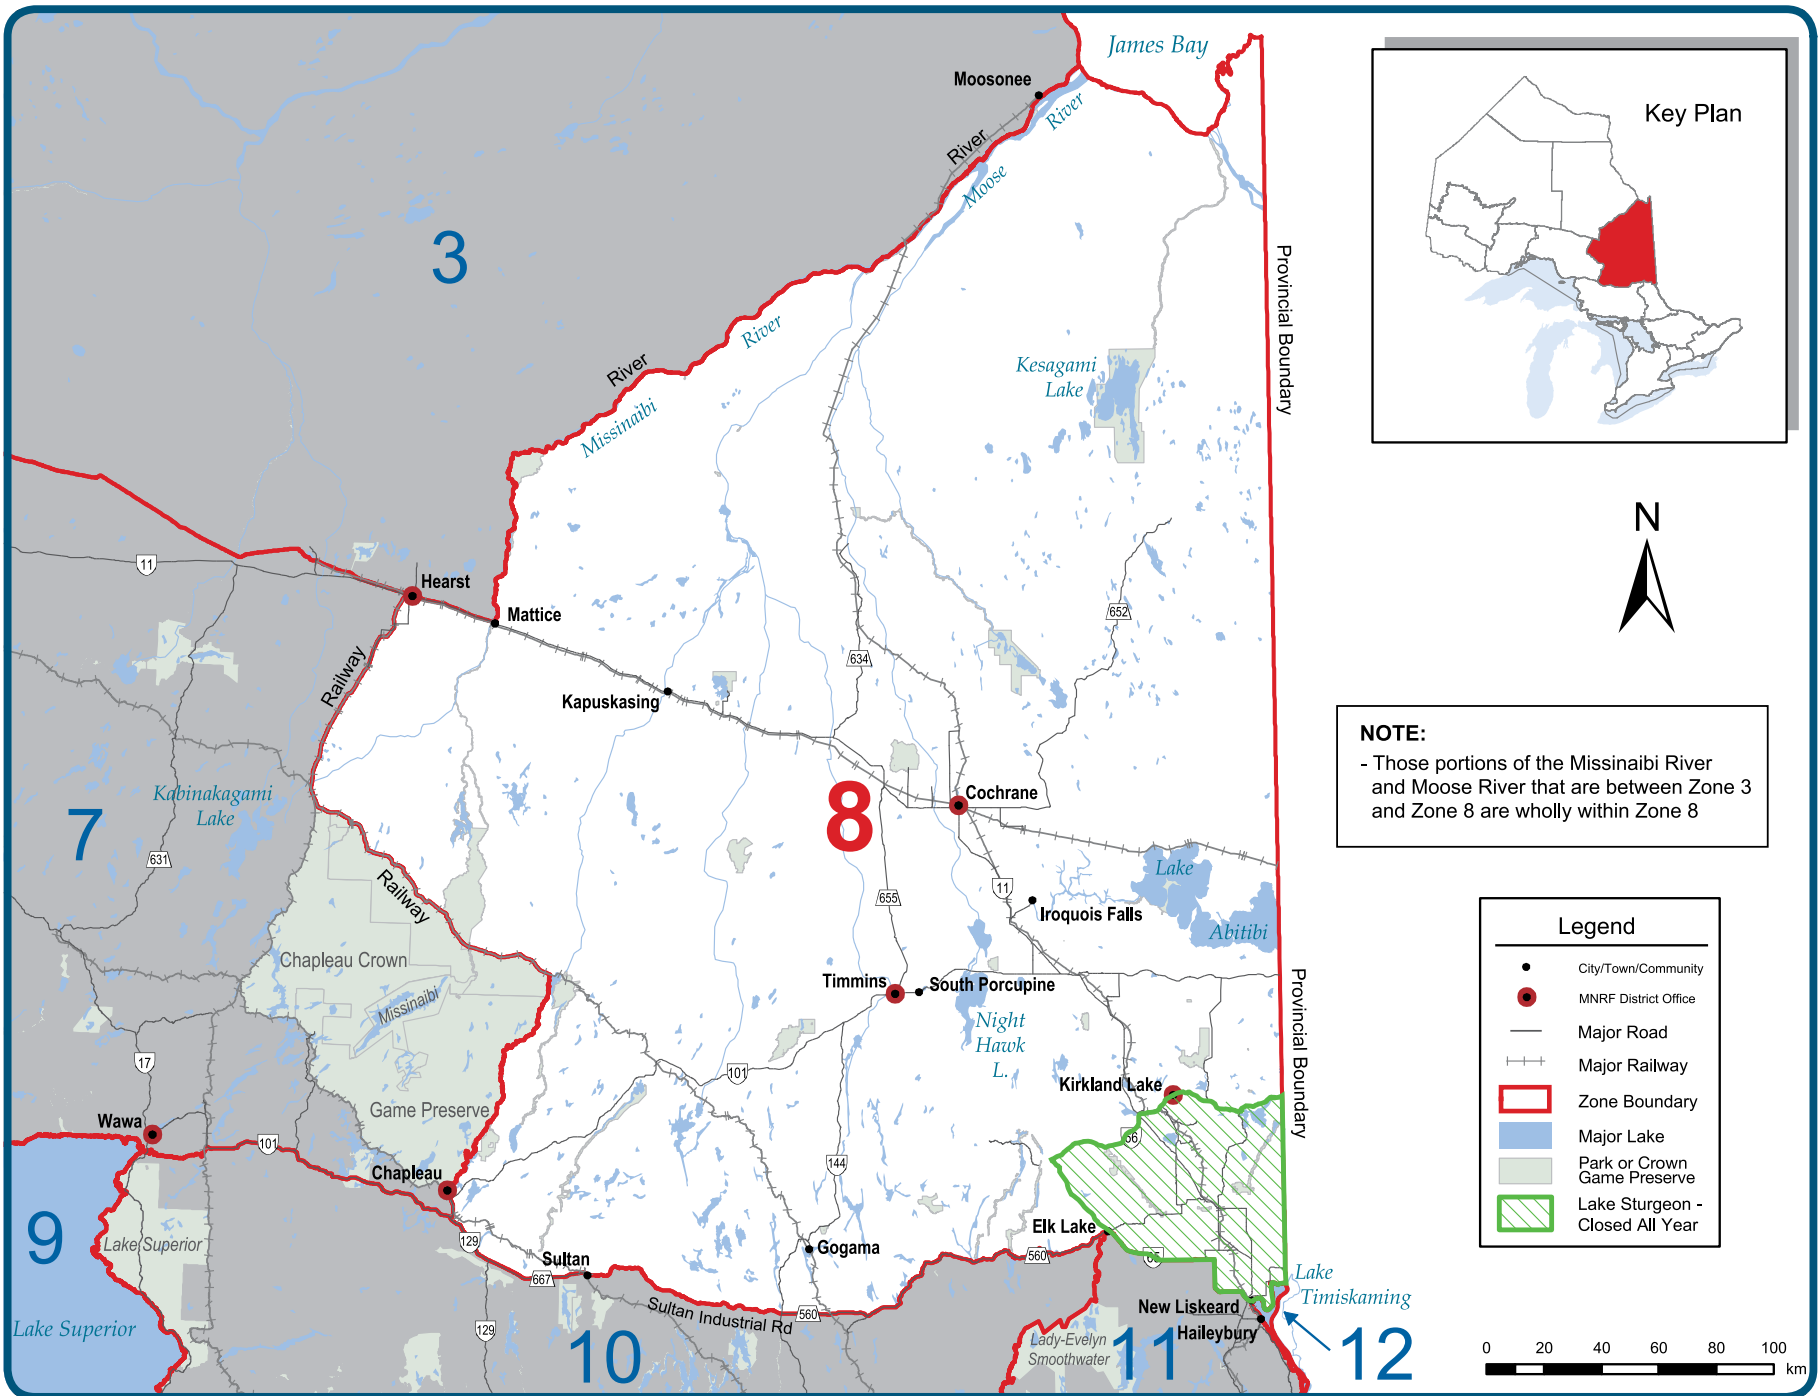 James Bay
Moosonee
River
River
Moose
Key Plan
3
Provincial Boundary
River
River
Missinaibi
Kesagami
Lake
N
11
Hearst
Mattice
652
634
Railway
Kapuskasing
NOTE:
- Those portions of the Missinaibi River
and Moose River that are between Zone 3
and Zone 8 are wholly within Zone 8
Kabinakagami
Lake
7
8
Cochrane
631
Railway
655
11
Lake
Abitibi
Iroquois Falls
Chapleau Crown
Missinaibi
Game Preserve
Timmins
South Porcupine
Night
Hawk
L.
Provincial Boundary
Legend
City/Town/Community
MNRF District Office
Major Road
Major Railway
Zone Boundary
Major Lake
Park or Crown
Game Preserve
Lake Sturgeon -
Closed All Year
17
101
Kirkland Lake
Wawa
101
66
Chapleau
144
9
Lake Superior
129
Elk Lake
Sultan
Gogama
560
65
667
Lake
Timiskaming
Sultan Industrial Rd
560
New Liskeard
Haileybury
Lake Superior
129
10
Lady-Evelyn
Smoothwater
11
12
0 20 40 60 80 100
km